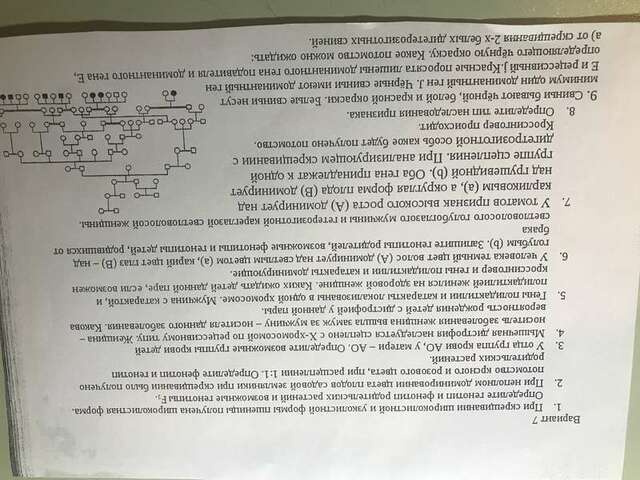 Вариант 7
1. При скрещивании широколистной и узколистной формы пшеницы получена широколистная форма.
Определите генотип и фенотип родительских растений и возможные генотипы F₂
2. При неполном доминировании цвета плодов садовой земляники при скрещивании было получено
потомство красного и розового цвета, при расщеплении 1:1. Определите фенотип и генотип
родительских растений.
3. У отца группа крови АО, у матери – АО. Определите возможные группы крови детей
4. Мышечная дистрофия наследуется сцеплено с Х-хромосомой по рецессивному типу. Женщина –
носитель заболевания женщина вышла замуж за мужчину – носителя данного заболевания. Какова
вероятность рождения детей с дистрофией у данной пары.
5. Гены полидактилии и катаракты локализованы в одной хромосоме. Мужчина с катарактой, и
полидактилией женился на здоровой женщине. Каких ожидать детей данной паре, если возможен
кроссинговер и гены полидактилии и катаракты доминирующие.
6. У человека темный цвет волос (А) доминирует над светлым цветом (а), карий цвет глаз (В) – над
голубым (b). Запишите генотипы родителей, возможные фенотипы и генотипы детей, родившихся от
брака
светловолосого голубоглазого мужчины и гетерозиготной кареглазой светловолосой женщины.
7. У томатов признак высокого роста (А) доминирует над
карликовым (а), а округлая форма плода (В) доминирует
над грушевидной (b). Оба гена принадлежат к одной
группе сцепления. При анализирующем скрещивании с
дигетрозиготной особи какое будет получено потомство.
Кроссинговер происходит.
8. Определите тип наследования признака.
9. Свиньи бывают чёрной, белой и красной окраски. Белые свиньи несут
минимум один доминантный ген J. Чёрные свиньи имеют доминантный ген
Е и рецессивный j.Красные поросята лишены доминантного гена подавителя и доминантного гена Е,
определяющего чёрную окраску. Какое потомство можно ожидать:
а) от скрещивания 2-х белых дигетерозиготных свиней.